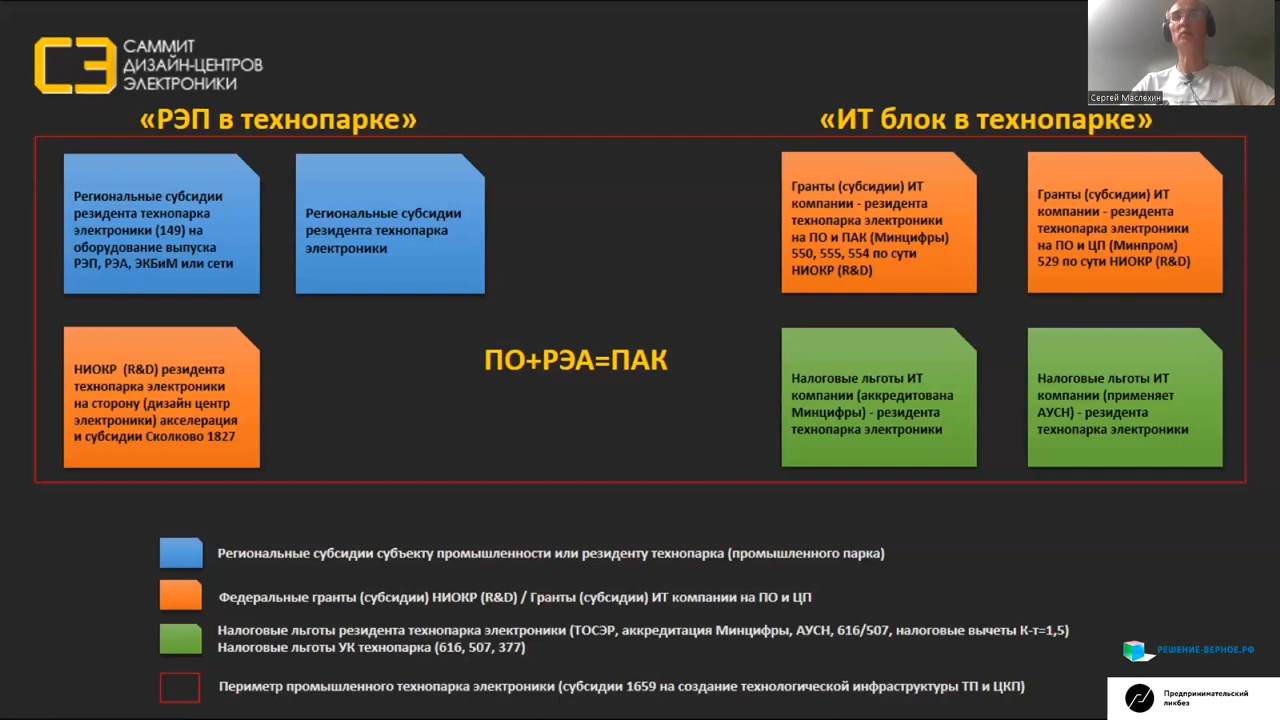 САММИТ
ДИЗАЙН-ЦЕНТРОВ
ЭЛЕКТРОНИКИ
Сергей Маслехин
«РЭП в технопарке»
«ИТ блок в технопарке»
Региональные субсидии
резидента технопарка
электроники (149) на
оборудование выпуска
РЭП, РЭА, ЭКБиМ или сети
Региональные субсидии
резидента технопарка
электроники
Гранты (субсидии) ИТ
компании - резидента
технопарка электроники
на ПО и ПАК (Минцифры)
550, 555, 554 по сути
НИОКР (R&D)
Гранты (субсидии) ИТ
компании - резидента
технопарка электроники
на ПО и ЦП (Минпром)
529 по сути НИОКР (R&D)
НИОКР (R&D) резидента
технопарка электроники
на сторону (дизайн центр
электроники) акселерация
и субсидии Сколково 1827
ПО+РЭА=ПАК
Налоговые льготы ИТ
компании (аккредитована
Минцифры) - резидента
технопарка электроники
Налоговые льготы ИТ
компании (применяет
АУСН) - резидента
технопарка электроники
Региональные субсидии субъекту промышленности или резиденту технопарка (промышленного парка)
Федеральные гранты (субсидии) НИОКР (R&D) / Гранты (субсидии) ИТ компании на ПО и ЦП
Налоговые льготы резидента технопарка электроники (ТОСЭР, аккредитация Минцифры, АУСН, 616/507, налоговые вычеты К-т=1,5)
Налоговые льготы УК технопарка (616, 507, 377)
Периметр промышленного технопарка электроники (субсидии 1659 на создание технологической инфраструктуры ТП и ЦКП)
РЕШЕНИЕ-ВЕРНОЕ.РФ
Предпринимательский
ликбез